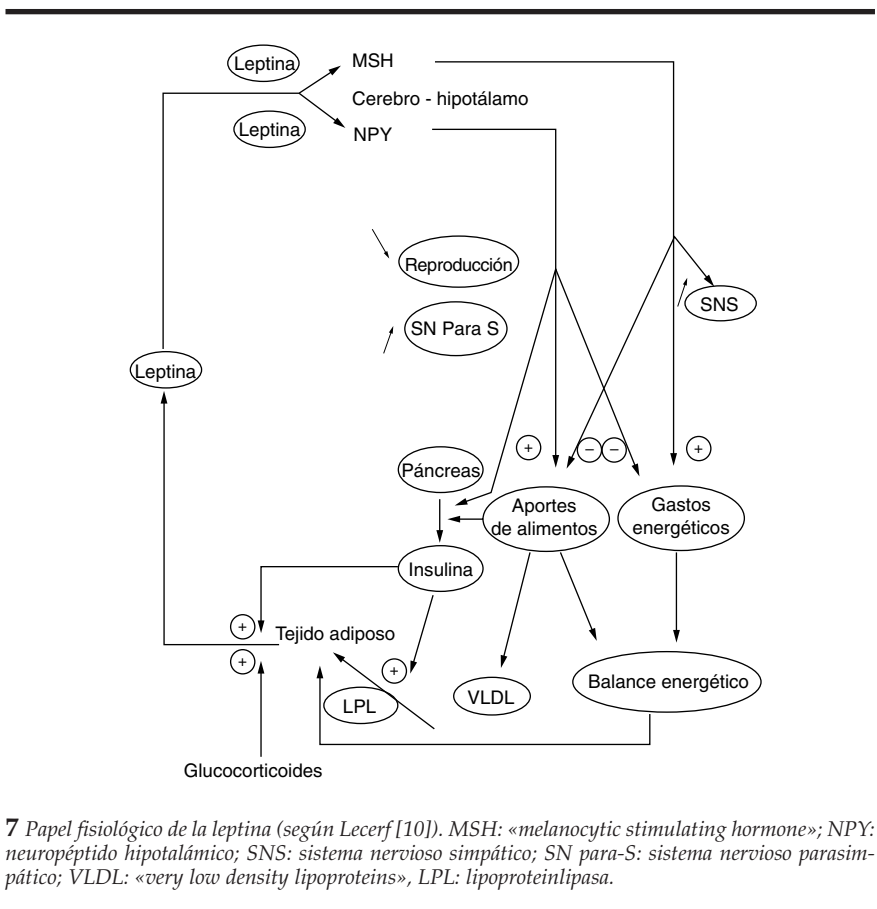 Leptina
MSH
Cerebro - hipotálamo
Leptina
NPY
Reproducción
SNS
SN Para S
Leptina
+
−
−
+
Páncreas
Aportes
de alimentos
Gastos
energéticos
Insulina
+
Tejido adiposo
+
+
Balance energético
VLDL
LPL
Glucocorticoides
7 Papel fisiológico de la leptina (según Lecerf [10]). MSH: «melanocytic stimulating hormone»; NPY:
neuropéptido hipotalámico; SNS: sistema nervioso simpático; SN para-S: sistema nervioso parasim-
pático; VLDL: «very low density lipoproteins», LPL: lipoproteinlipasa.